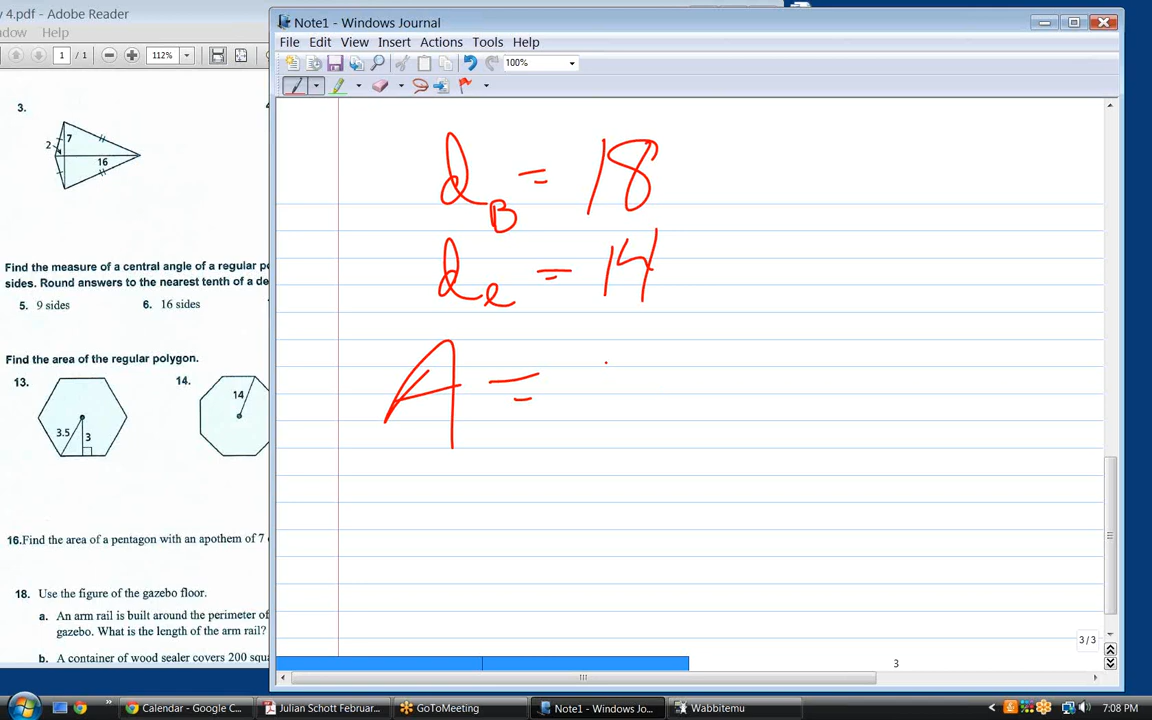 4.pdf - Adobe Reader
ndow Help
1 / 1 112%
3.
2
7
16
Find the measure of a central angle of a regular po
sides. Round answers to the nearest tenth of a de
5. 9 sides
6. 16 sides
Find the area of the regular polygon.
13.
3.5
3
14.
14
16.Find the area of a pentagon with an apothem of 7
18. Use the figure of the gazebo floor.
a. An arm rail is built around the perimeter of
gazebo. What is the length of the arm rail?
b. A container of wood sealer covers 200 squa
Note1 - Windows Journal
File Edit View Insert Actions Tools Help
100%
d_B = 18
d_e = 14
A =
3/3
3
Calendar - Google C...
Julian Schott Februar...
GoToMeeting
Note1 - Windows Jo...
Wabbitemu
7:08 PM